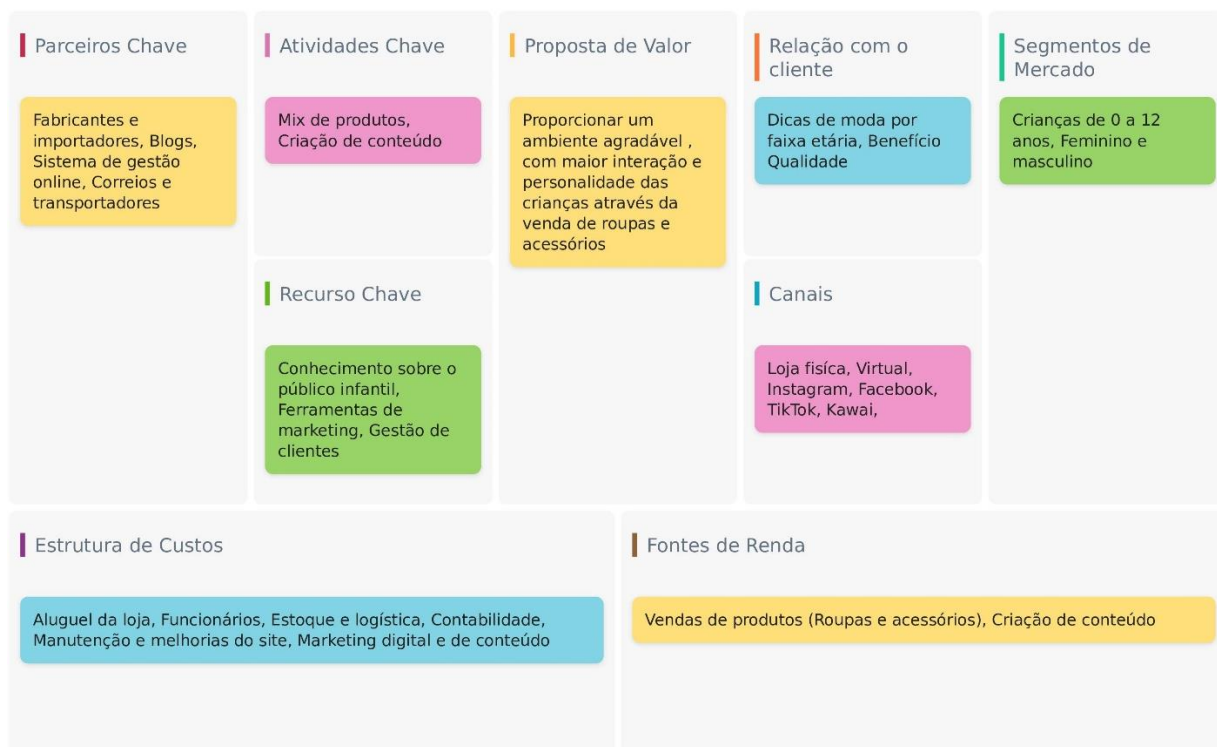 Parceiros Chave
Fabricantes e
importadores, Blogs,
Sistema de gestão
online, Correios e
transportadores
Atividades Chave
Mix de produtos,
Criação de conteúdo
Recurso Chave
Conhecimento sobre o
público infantil,
Ferramentas de
marketing, Gestão de
clientes
Proposta de Valor
Proporcionar um
ambiente agradável ,
com maior interação e
personalidade das
crianças através da
venda de roupas e
acessórios
Relação com o
cliente
Dicas de moda por
faixa etária, Benefício
Qualidade
Canais
Loja fisíca, Virtual,
Instagram, Facebook,
TikTok, Kawai,
Segmentos de
Mercado
Crianças de 0 a 12
anos, Feminino e
masculino
Estrutura de Custos
Aluguel da loja, Funcionários, Estoque e logística, Contabilidade,
Manutenção e melhorias do site, Marketing digital e de conteúdo
Fontes de Renda
Vendas de produtos (Roupas e acessórios), Criação de conteúdo